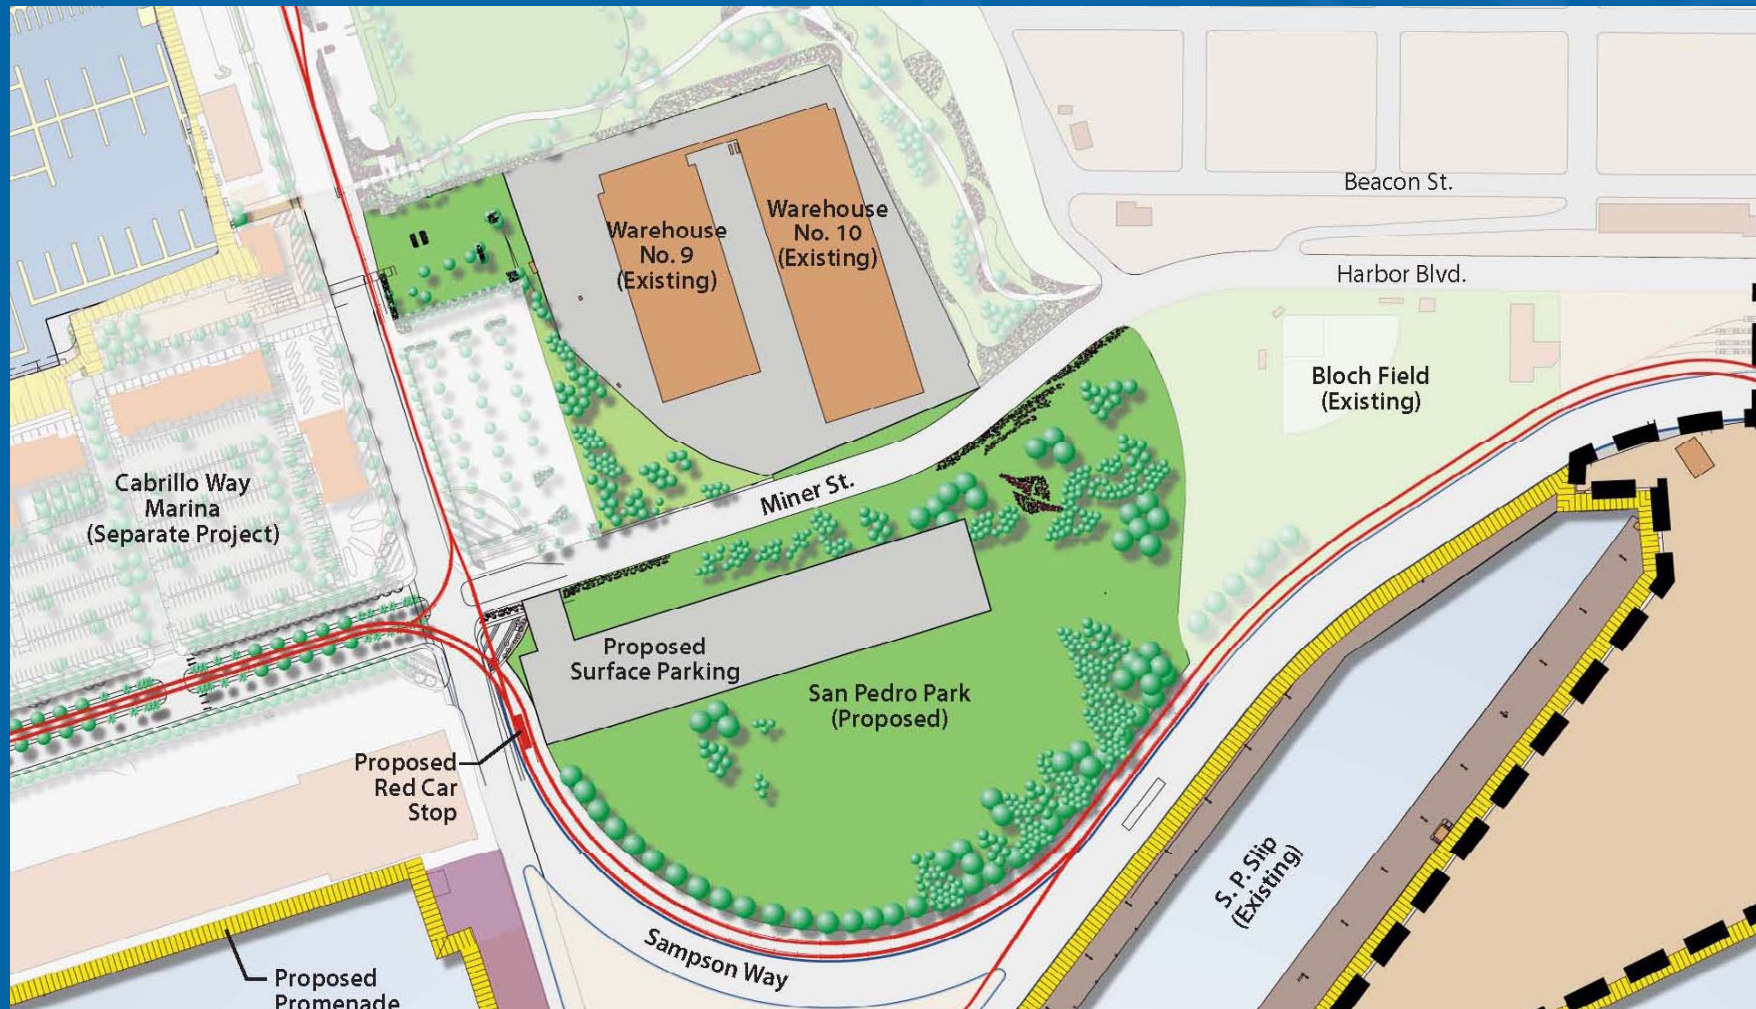 Beacon St.
Warehouse
No. 10
(Existing)
Warehouse
No. 9
(Existing)
Harbor Blvd.
Bloch Field
(Existing)
Cabrillo Way
Marina
(Separate Project)
Miner St.
Proposed
Surface Parking
San Pedro Park
(Proposed)
Proposed
Red Car
Stop
S. P. Slip
(Existing)
Sampson Way
Proposed
Promenade